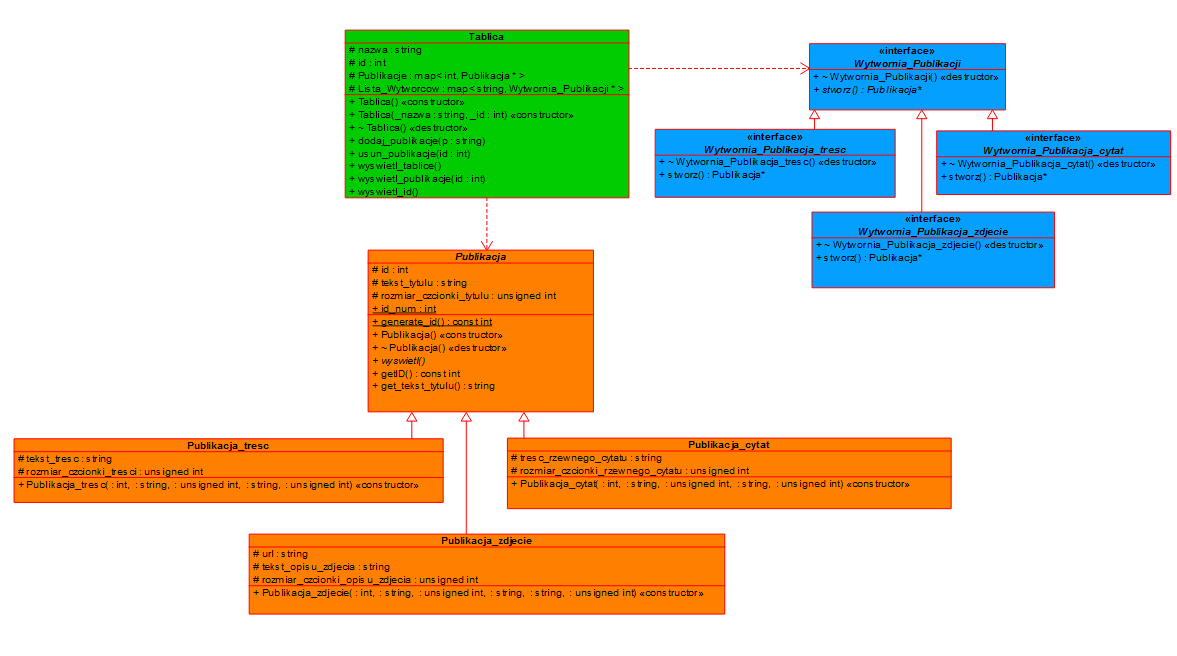 Tablica
# nazwa : string
# id : int
# Publikacje : map< int, Publikacja * >
# Lista_Wytworcow : map< string, Wytwornia_Publikacji * >
+ Tablica() «constructor»
+ Tablica(_nazwa : string, _id : int) «constructor»
+ ~ Tablica() «destructor»
+ dodaj_publikacje(p : string)
+ usun_publikacje(id : int)
+ wyswietl_tablice()
+ wyswietl_publikacje(id : int)
+ wyswietl_id()
«interface»
Wytwornia_Publikacji
+ ~ Wytwornia_Publikacji() «destructor»
+ stworz() : Publikacja*
«interface»
Wytwornia_Publikacja_tresc
+ ~ Wytwornia_Publikacja_tresc() «destructor»
+ stworz() : Publikacja*
«interface»
Wytwornia_Publikacja_cytat
+ ~ Wytwornia_Publikacja_cytat() «destructor»
+ stworz() : Publikacja*
«interface»
Wytwornia_Publikacja_zdjecie
+ ~ Wytwornia_Publikacja_zdjecie() «destructor»
+ stworz() : Publikacja*
Publikacja
# id : int
# tekst_tytulu : string
# rozmiar_czcionki_tytulu : unsigned int
+ id_num : int
+ generate_id() : const int
+ Publikacja() «constructor»
+ ~ Publikacja() «destructor»
+ wyswietl()
+ getID() : const int
+ get_tekst_tytulu() : string
Publikacja_tresc
# tekst_tresc : string
# rozmiar_czcionki_tresci : unsigned int
+ Publikacja_tresc( : int, : string, : unsigned int, : string, : unsigned int) «constructor»
Publikacja_cytat
# tresc_rzewnego_cytatu : string
# rozmiar_czcionki_rzewnego_cytatu : unsigned int
+ Publikacja_cytat( : int, : string, : unsigned int, : string, : unsigned int) «constructor»
Publikacja_zdjecie
# url : string
# tekst_opisu_zdjecia : string
# rozmiar_czcionki_opisu_zdjecia : unsigned int
+ Publikacja_zdjecie( : int, : string, : unsigned int, : string, : string, : unsigned int) «constructor»